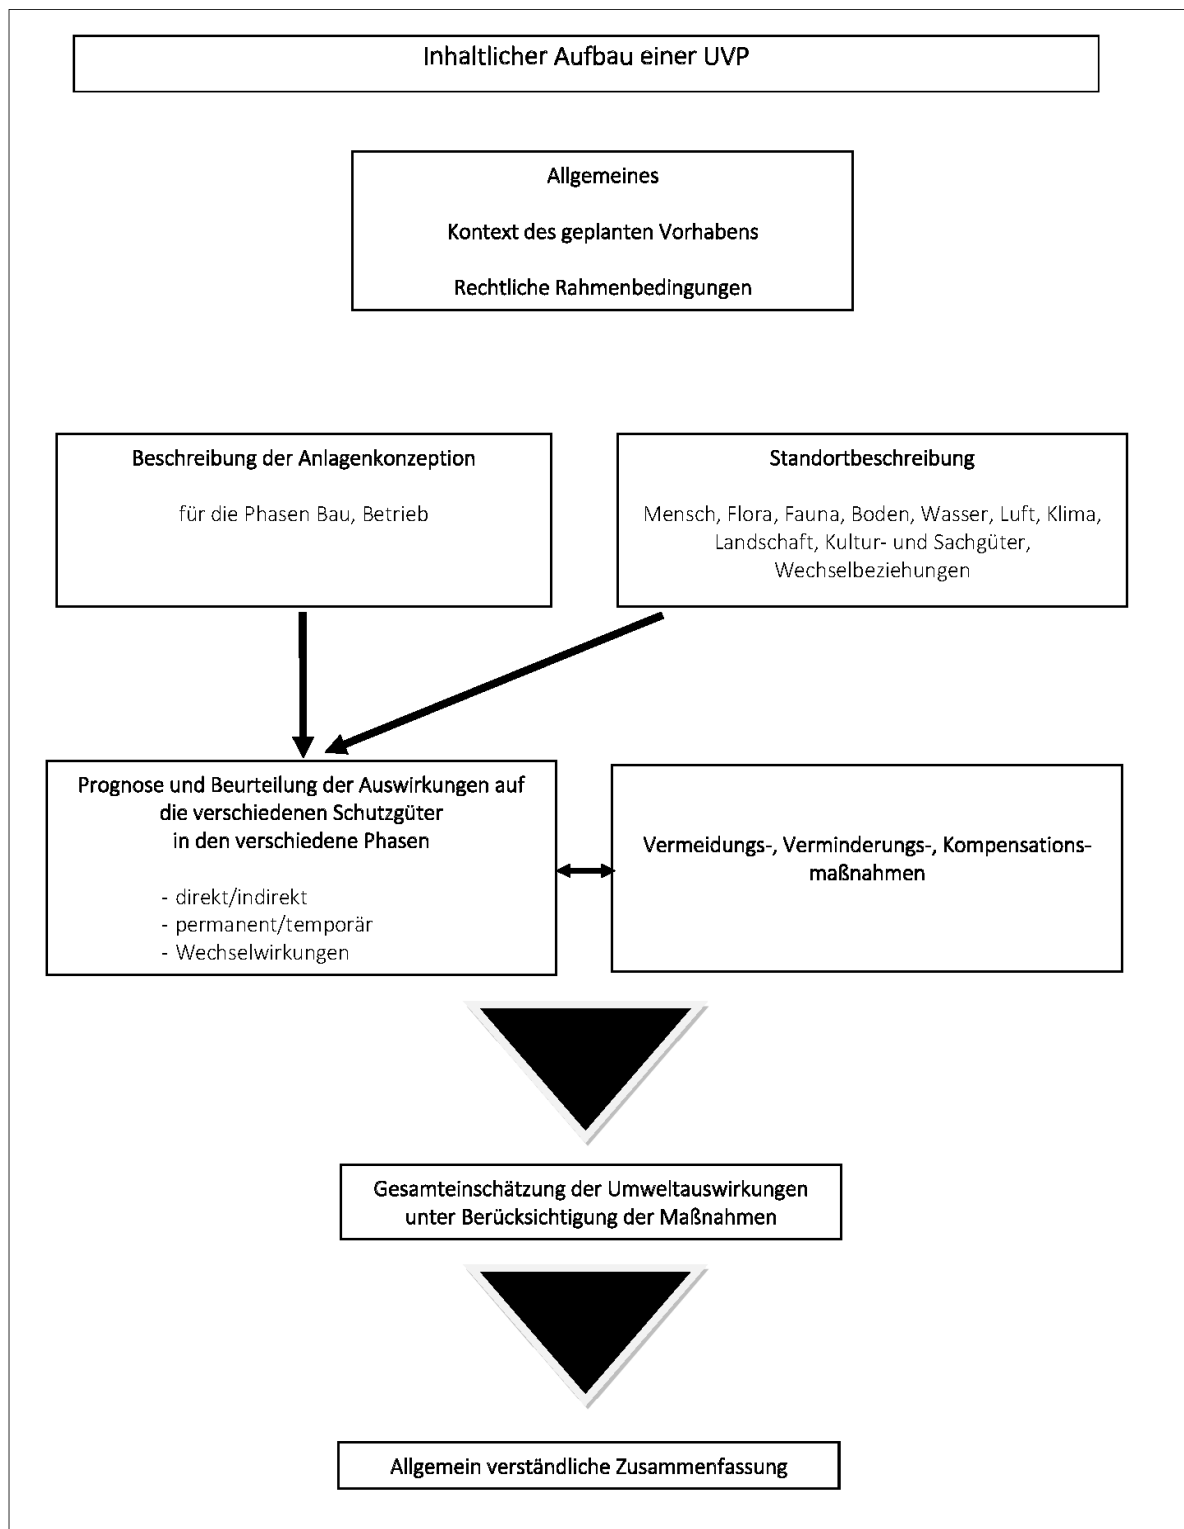 Inhaltlicher Aufbau einer UVP
Allgemeines
Kontext des geplanten Vorhabens
Rechtliche Rahmenbedingungen
Beschreibung der Anlagenkonzeption
für die Phasen Bau, Betrieb
Standortbeschreibung
Mensch, Flora, Fauna, Boden, Wasser, Luft, Klima,
Landschaft, Kultur- und Sachgüter,
Wechselbeziehungen
Prognose und Beurteilung der Auswirkungen auf
die verschiedenen Schutzgüter
in den verschiedene Phasen
- direkt/indirekt
- permanent/temporär
- Wechselwirkungen
Vermeidungs-, Verminderungs-, Kompensations-
maßnahmen
Gesamteinschätzung der Umweltauswirkungen
unter Berücksichtigung der Maßnahmen
Allgemein verständliche Zusammenfassung